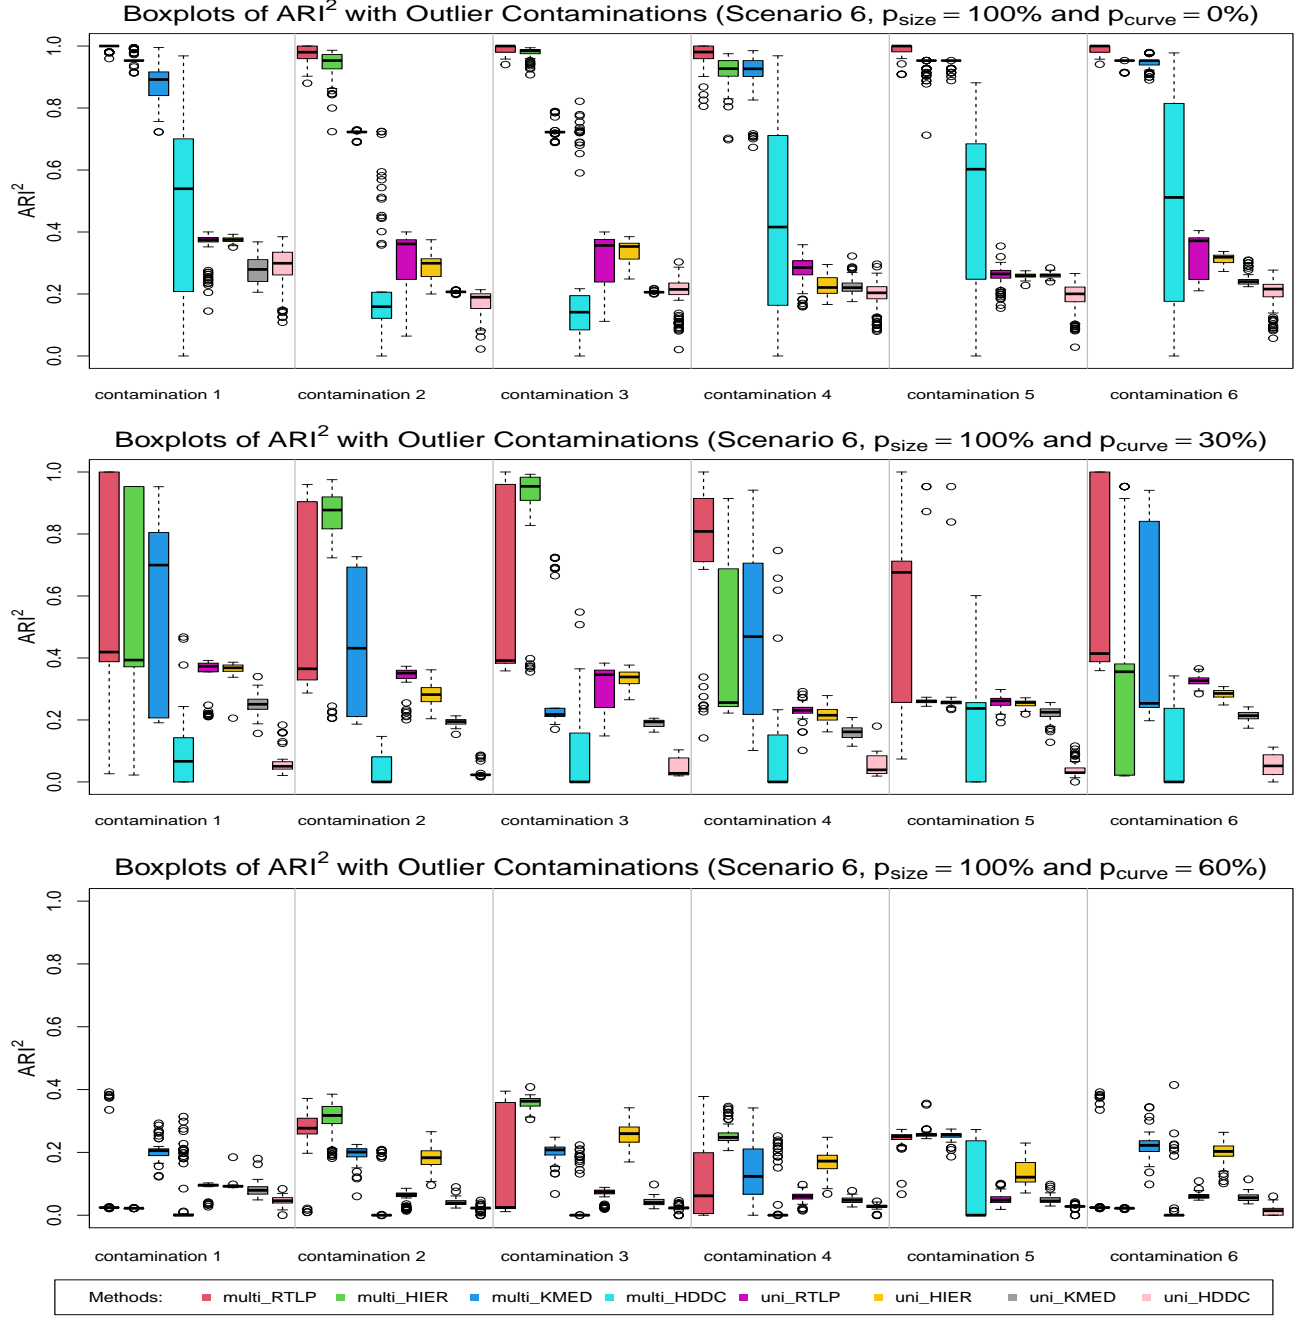 Boxplots of ARI² with Outlier Contaminations (Scenario 6, p_size = 100% and p_curve = 0%)
ARI²
1.0
0.8
0.6
0.4
0.2
0.0
contamination 1 contamination 2 contamination 3 contamination 4 contamination 5 contamination 6
Boxplots of ARI² with Outlier Contaminations (Scenario 6, p_size = 100% and p_curve = 30%)
ARI²
1.0
0.8
0.6
0.4
0.2
0.0
contamination 1 contamination 2 contamination 3 contamination 4 contamination 5 contamination 6
Boxplots of ARI² with Outlier Contaminations (Scenario 6, p_size = 100% and p_curve = 60%)
ARI²
1.0
0.8
0.6
0.4
0.2
0.0
contamination 1 contamination 2 contamination 3 contamination 4 contamination 5 contamination 6
Methods: multi_RTLP multi_HIER multi_KMED multi_HDDC uni_RTLP uni_HIER uni_KMED uni_HDDC